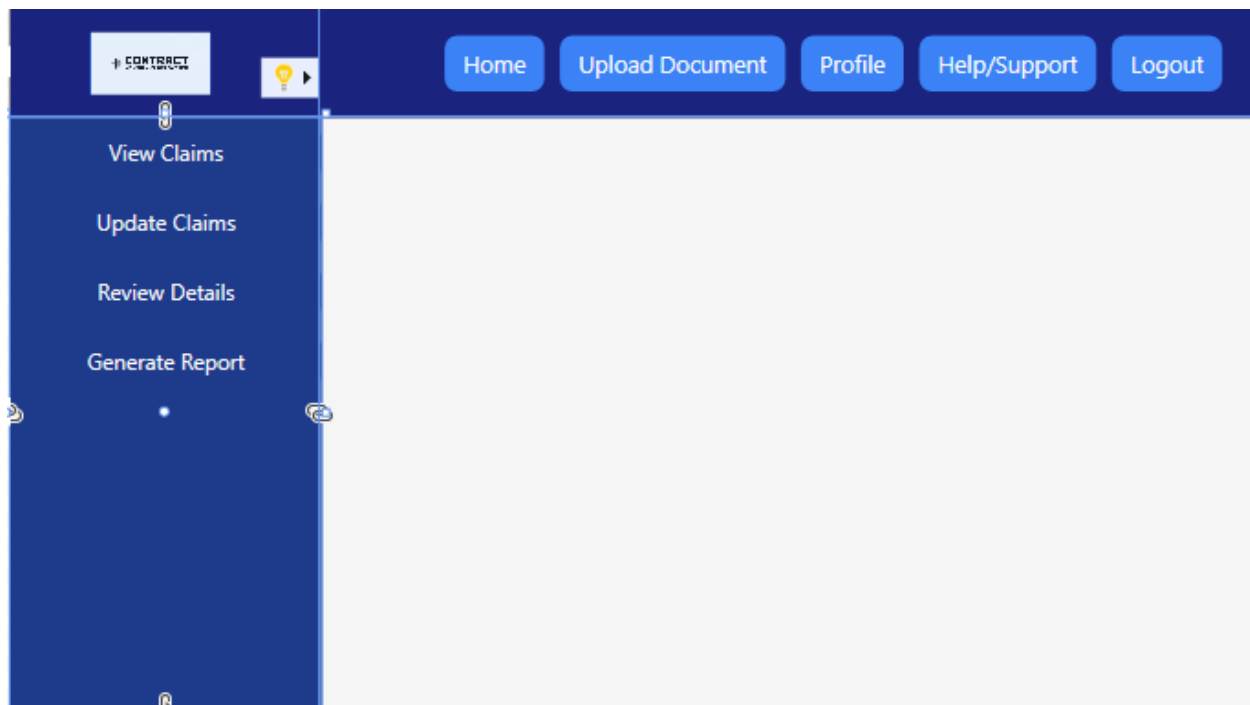 CONTRACT
Home
Upload Document
Profile
Help/Support
Logout
View Claims
Update Claims
Review Details
Generate Report